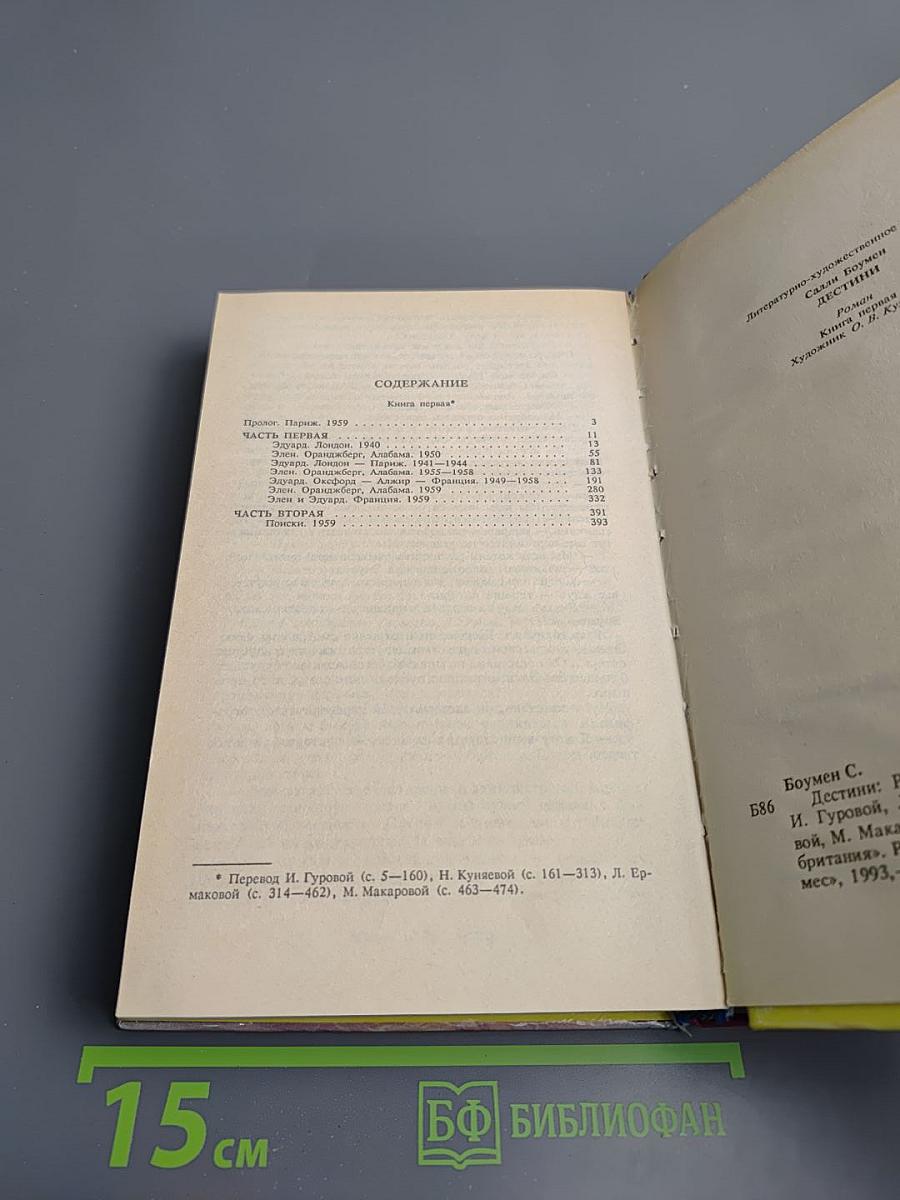 СОДЕРЖАНИЕ
Книга первая*
Пролог. Париж. 1959 . . . . . . . . . . . . . . . . . . . . . . . . . 3
ЧАСТЬ ПЕРВАЯ . . . . . . . . . . . . . . . . . . . . . . . . . . 11
Эдуард. Лондон. 1940 . . . . . . . . . . . . . . . . . . . . . 13
Элен. Оранджберг, Алабама. 1950 . . . . . . . . . . . . . . 55
Эдуард. Лондон — Париж. 1941—1944 . . . . . . . . . . . 81
Элен. Оранджберг, Алабама. 1955—1958 . . . . . . . . . . . 133
Эдуард. Оксфорд — Алжир — Франция. 1949—1958 . . . 191
Элен. Оранджберг, Алабама. 1959 . . . . . . . . . . . . . . 280
Элен и Эдуард. Франция. 1959 . . . . . . . . . . . . . . . . 332
ЧАСТЬ ВТОРАЯ . . . . . . . . . . . . . . . . . . . . . . . . . . 391
Поиски. 1959 . . . . . . . . . . . . . . . . . . . . . . . . . . 393
* Перевод И. Гуровой (с. 5—160), Н. Куняевой (с. 161—313), Л. Ер-
маковой (с. 314—462), М. Макаровой (с. 463—474).
Литературно-художественное
Салли Боумен
ДЕСТИНИ
Роман
Книга первая
Художник О. В. Ку
Боумен С.
Б86 Дестини: Р
И. Гуровой,
вой, М. Мака
британия». Р
мес», 1993,-
15 см
БФ БИБЛИОФАН